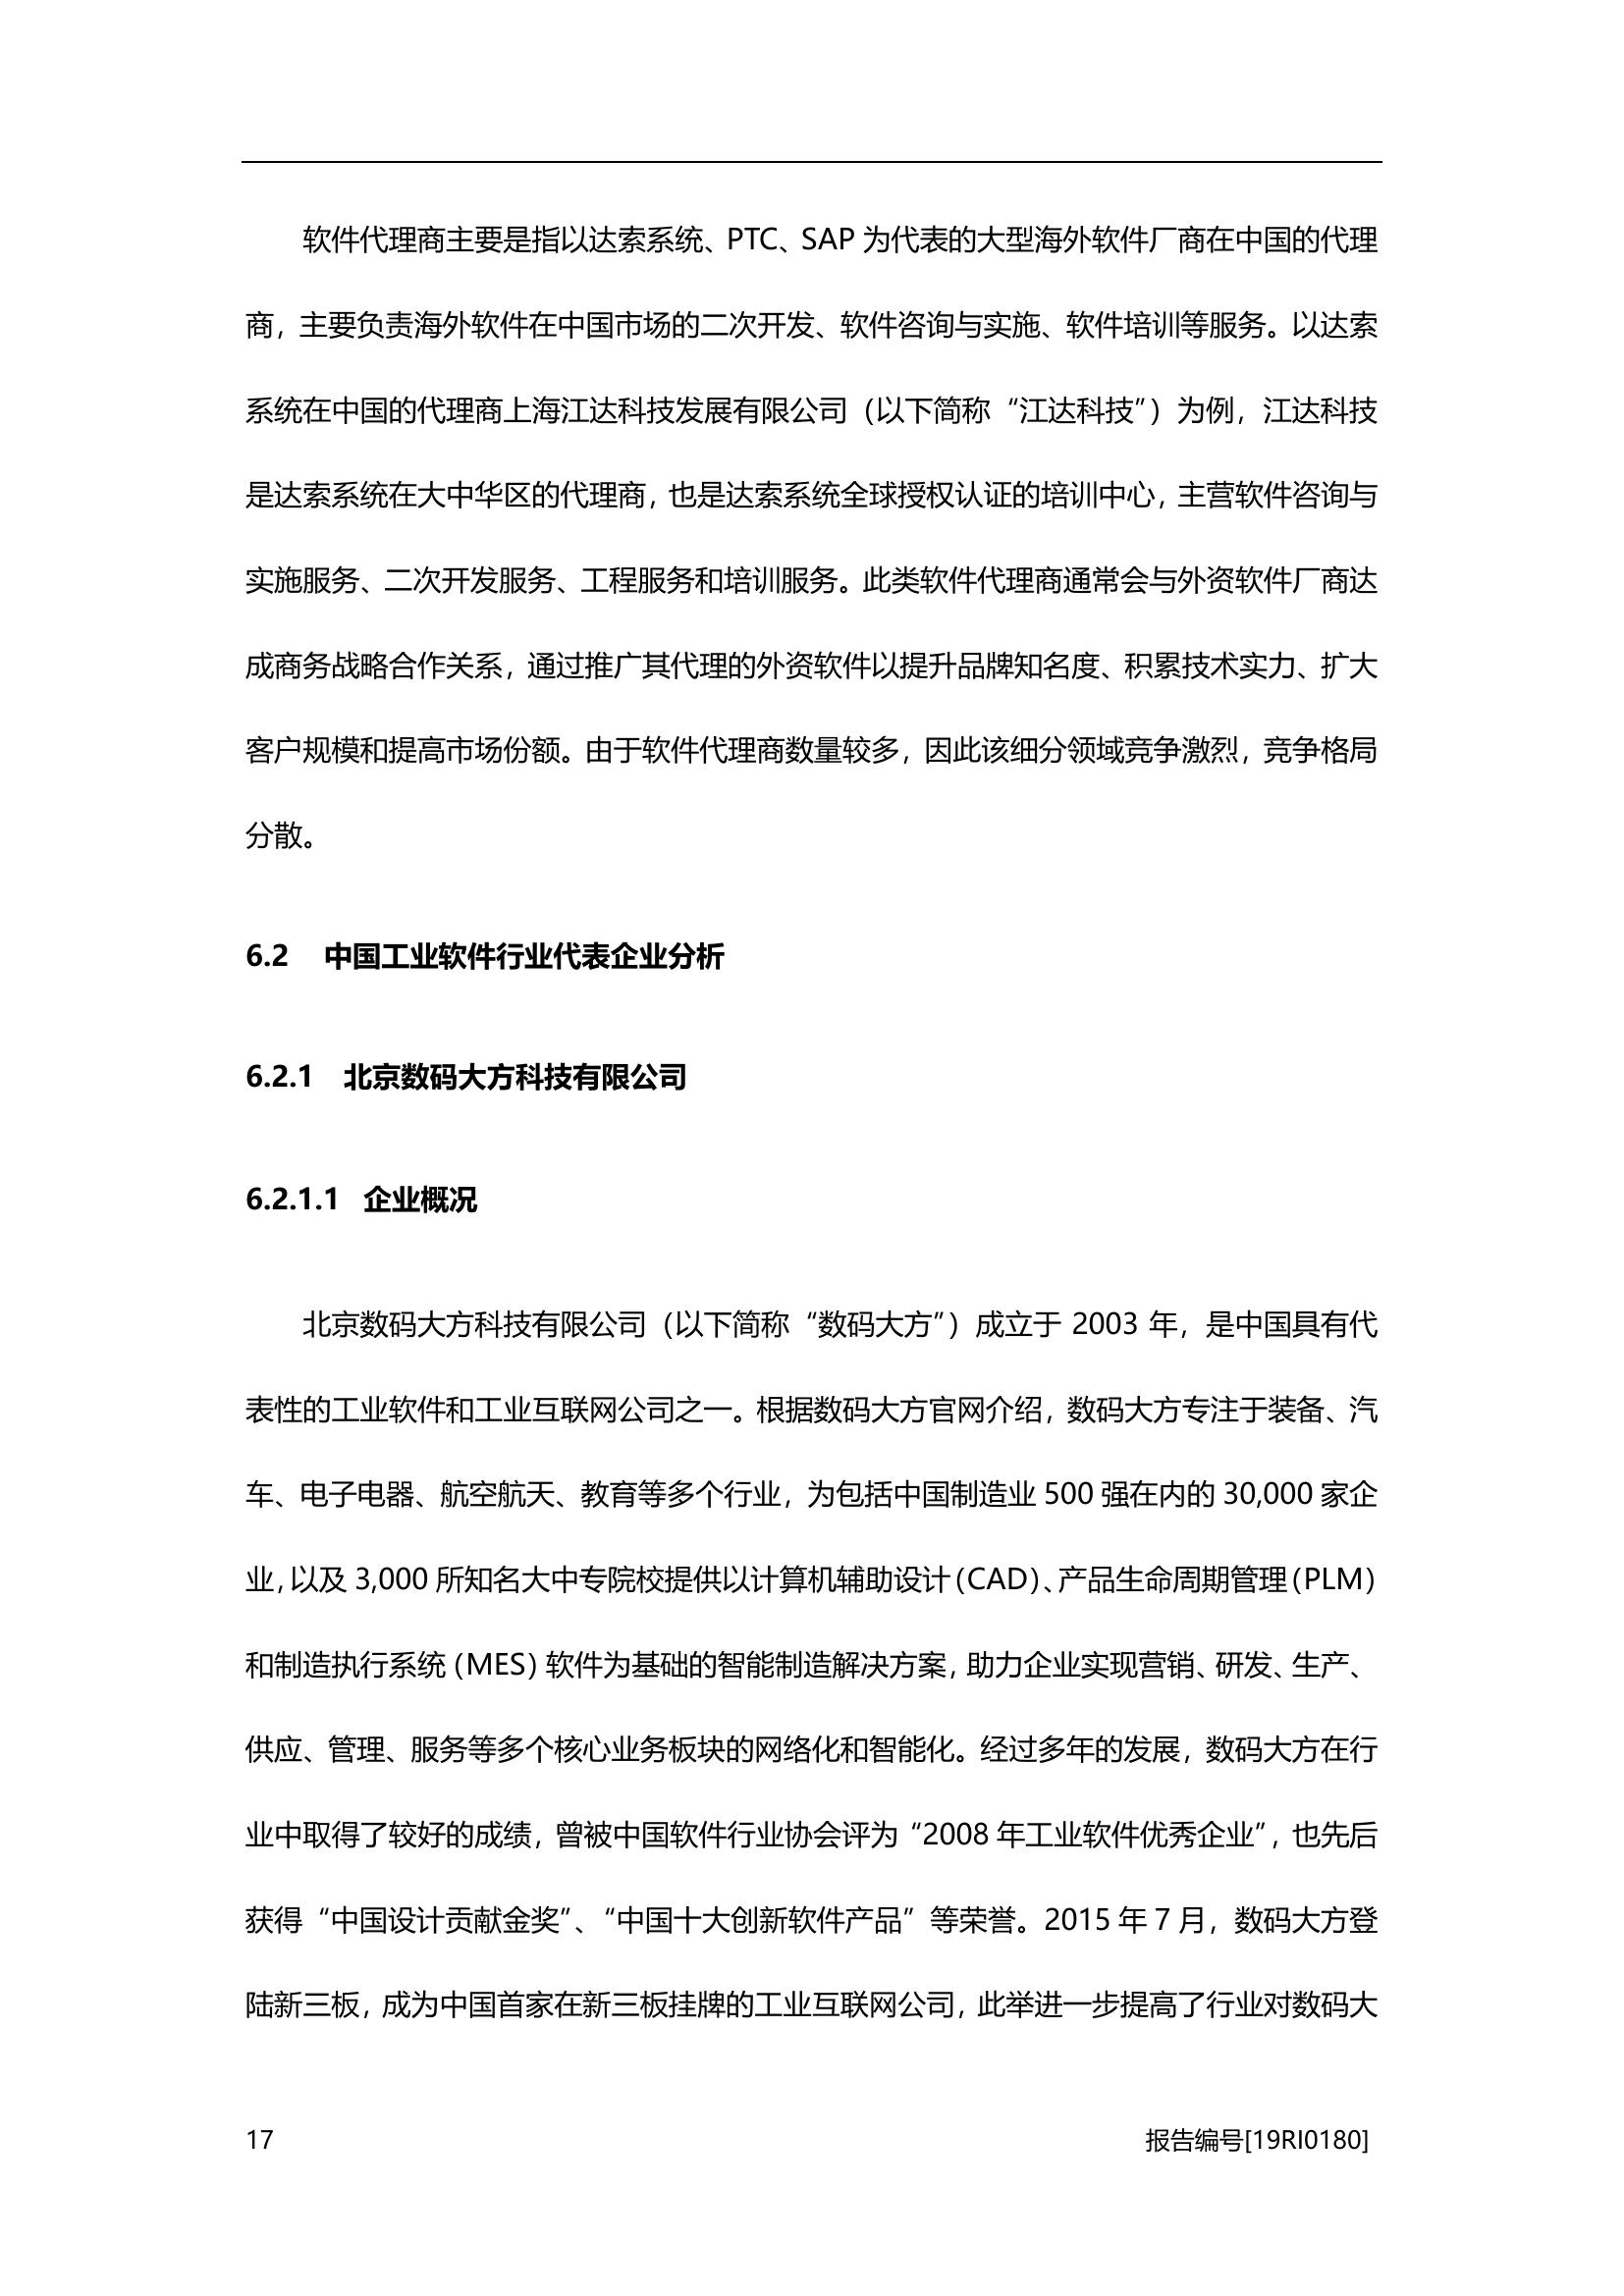 软件代理商主要是指以达索系统、PTC、SAP 为代表的大型海外软件厂商在中国的代理
商，主要负责海外软件在中国市场的二次开发、软件咨询与实施、软件培训等服务。以达索
系统在中国的代理商上海江达科技发展有限公司（以下简称“江达科技”）为例，江达科技
是达索系统在大中华区的代理商，也是达索系统全球授权认证的培训中心，主营软件咨询与
实施服务、二次开发服务、工程服务和培训服务。此类软件代理商通常会与外资软件厂商达
成商务战略合作关系，通过推广其代理的外资软件以提升品牌知名度、积累技术实力、扩大
客户规模和提高市场份额。由于软件代理商数量较多，因此该细分领域竞争激烈，竞争格局
分散。
6.2 中国工业软件行业代表企业分析
6.2.1 北京数码大方科技有限公司
6.2.1.1 企业概况
北京数码大方科技有限公司（以下简称“数码大方”）成立于 2003 年，是中国具有代
表性的工业软件和工业互联网公司之一。根据数码大方官网介绍，数码大方专注于装备、汽
车、电子电器、航空航天、教育等多个行业，为包括中国制造业 500 强在内的 30,000 家企
业，以及 3,000 所知名大中专院校提供以计算机辅助设计（CAD）、产品生命周期管理（PLM）
和制造执行系统（MES）软件为基础的智能制造解决方案，助力企业实现营销、研发、生产、
供应、管理、服务等多个核心业务板块的网络化和智能化。经过多年的发展，数码大方在行
业中取得了较好的成绩，曾被中国软件行业协会评为“2008 年工业软件优秀企业”，也先后
获得“中国设计贡献金奖”、“中国十大创新软件产品”等荣誉。2015 年 7 月，数码大方登
陆新三板，成为中国首家在新三板挂牌的工业互联网公司，此举进一步提高了行业对数码大
17 报告编号[19RI0180]